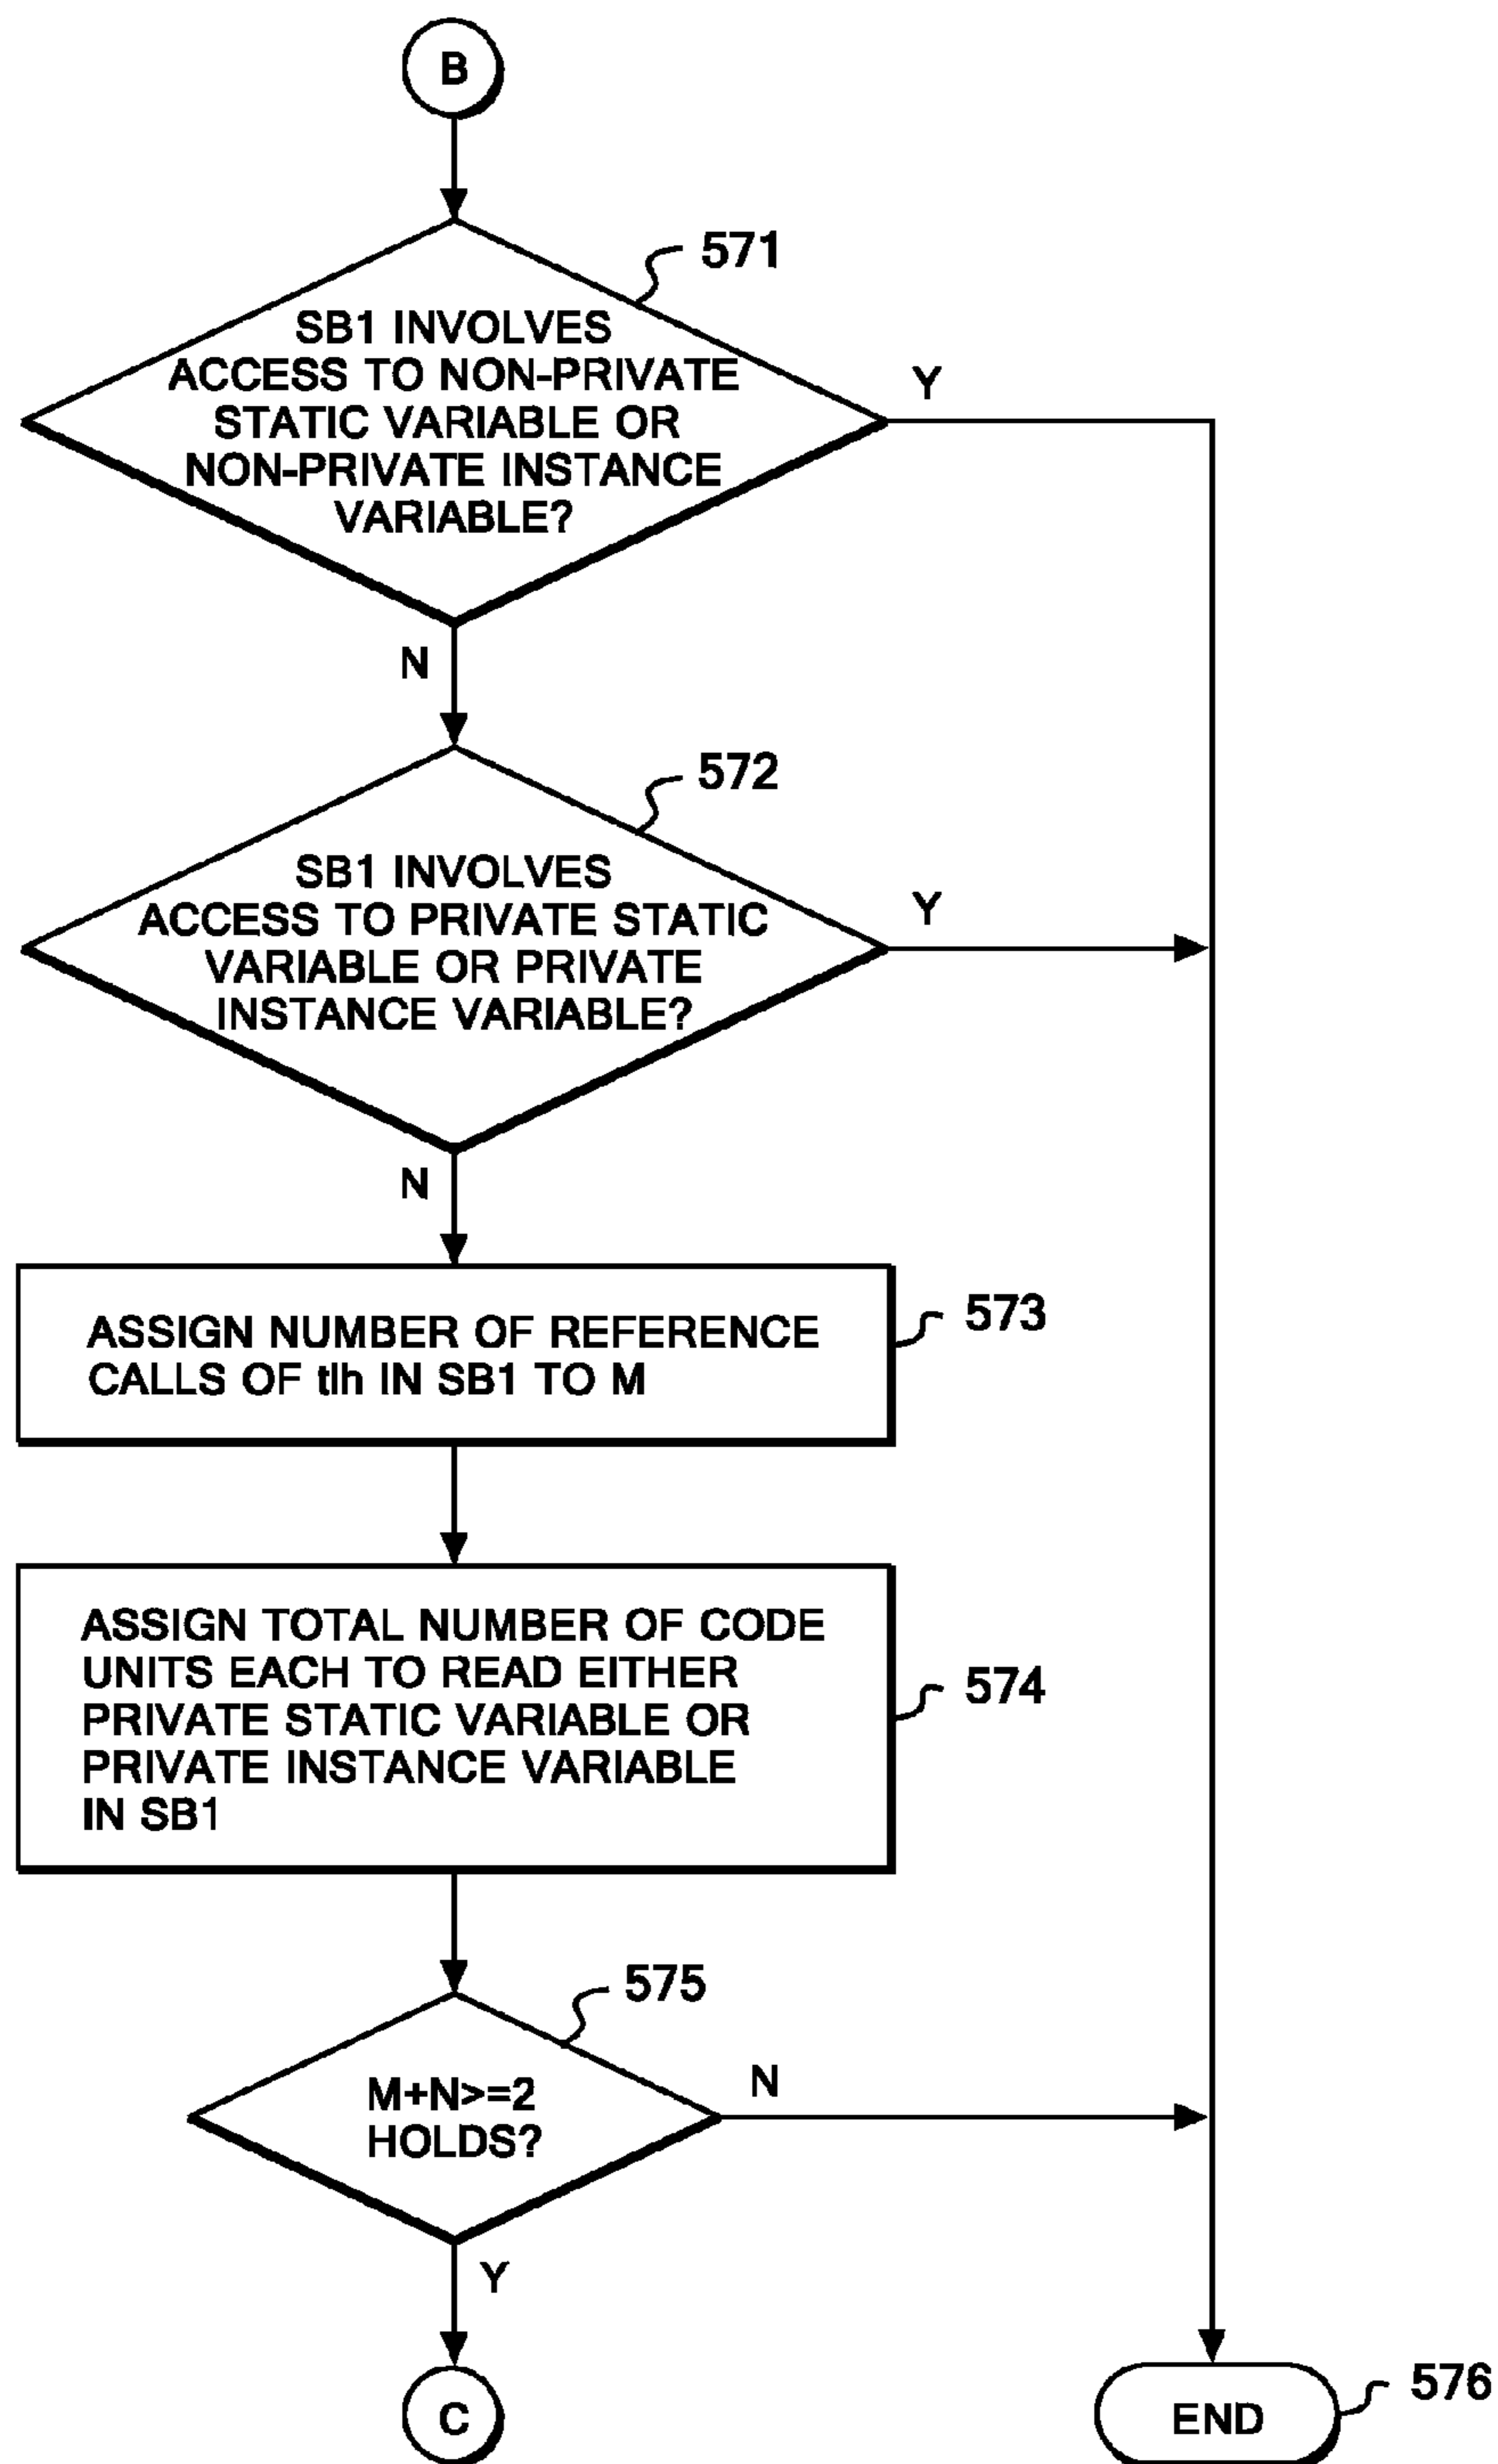 B
571
SB1 INVOLVES
ACCESS TO NON-PRIVATE
STATIC VARIABLE OR
NON-PRIVATE INSTANCE
VARIABLE?
Y
N
572
SB1 INVOLVES
ACCESS TO PRIVATE STATIC
VARIABLE OR PRIVATE
INSTANCE VARIABLE?
Y
N
573
ASSIGN NUMBER OF REFERENCE
CALLS OF tlh IN SB1 TO M
574
ASSIGN TOTAL NUMBER OF CODE
UNITS EACH TO READ EITHER
PRIVATE STATIC VARIABLE OR
PRIVATE INSTANCE VARIABLE
IN SB1
575
M+N>=2
HOLDS?
N
Y
C
END
576